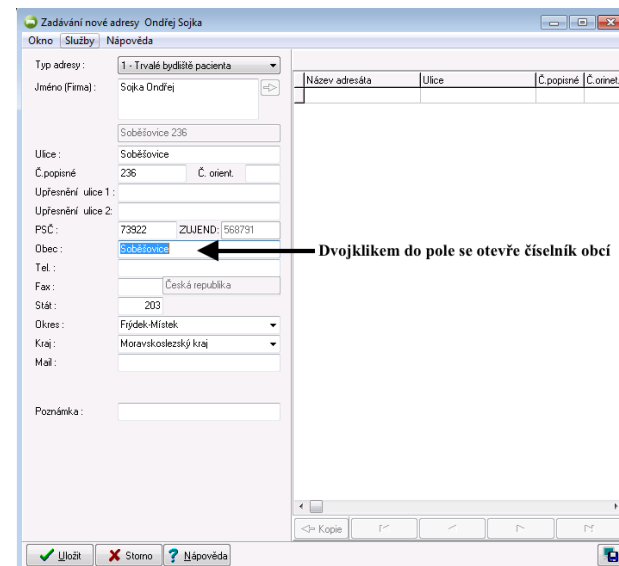 Zadávání nové adresy Ondřej Sojka
Okno Služby Nápověda
Typ adresy : 1 - Trvalé bydliště pacienta
Jméno (Firma) : Sojka Ondřej
Název adresáta Ulice Č.popisné Č.orinet.
Soběšovice 236
Ulice : Soběšovice
Č.popisné 236 Č. orient.
Upřesnění ulice 1 :
Upřesnění ulice 2:
PSČ : 73922 ZUJEND: 568791
Obec : Soběšovice
Dvojklikem do pole se otevře číselník obcí
Tel. :
Fax : Česká republika
Stát : 203
Okres : Frýdek-Místek
Kraj : Moravskoslezský kraj
Mail :
Poznámka :
Kopie
Uložit Storno Nápověda